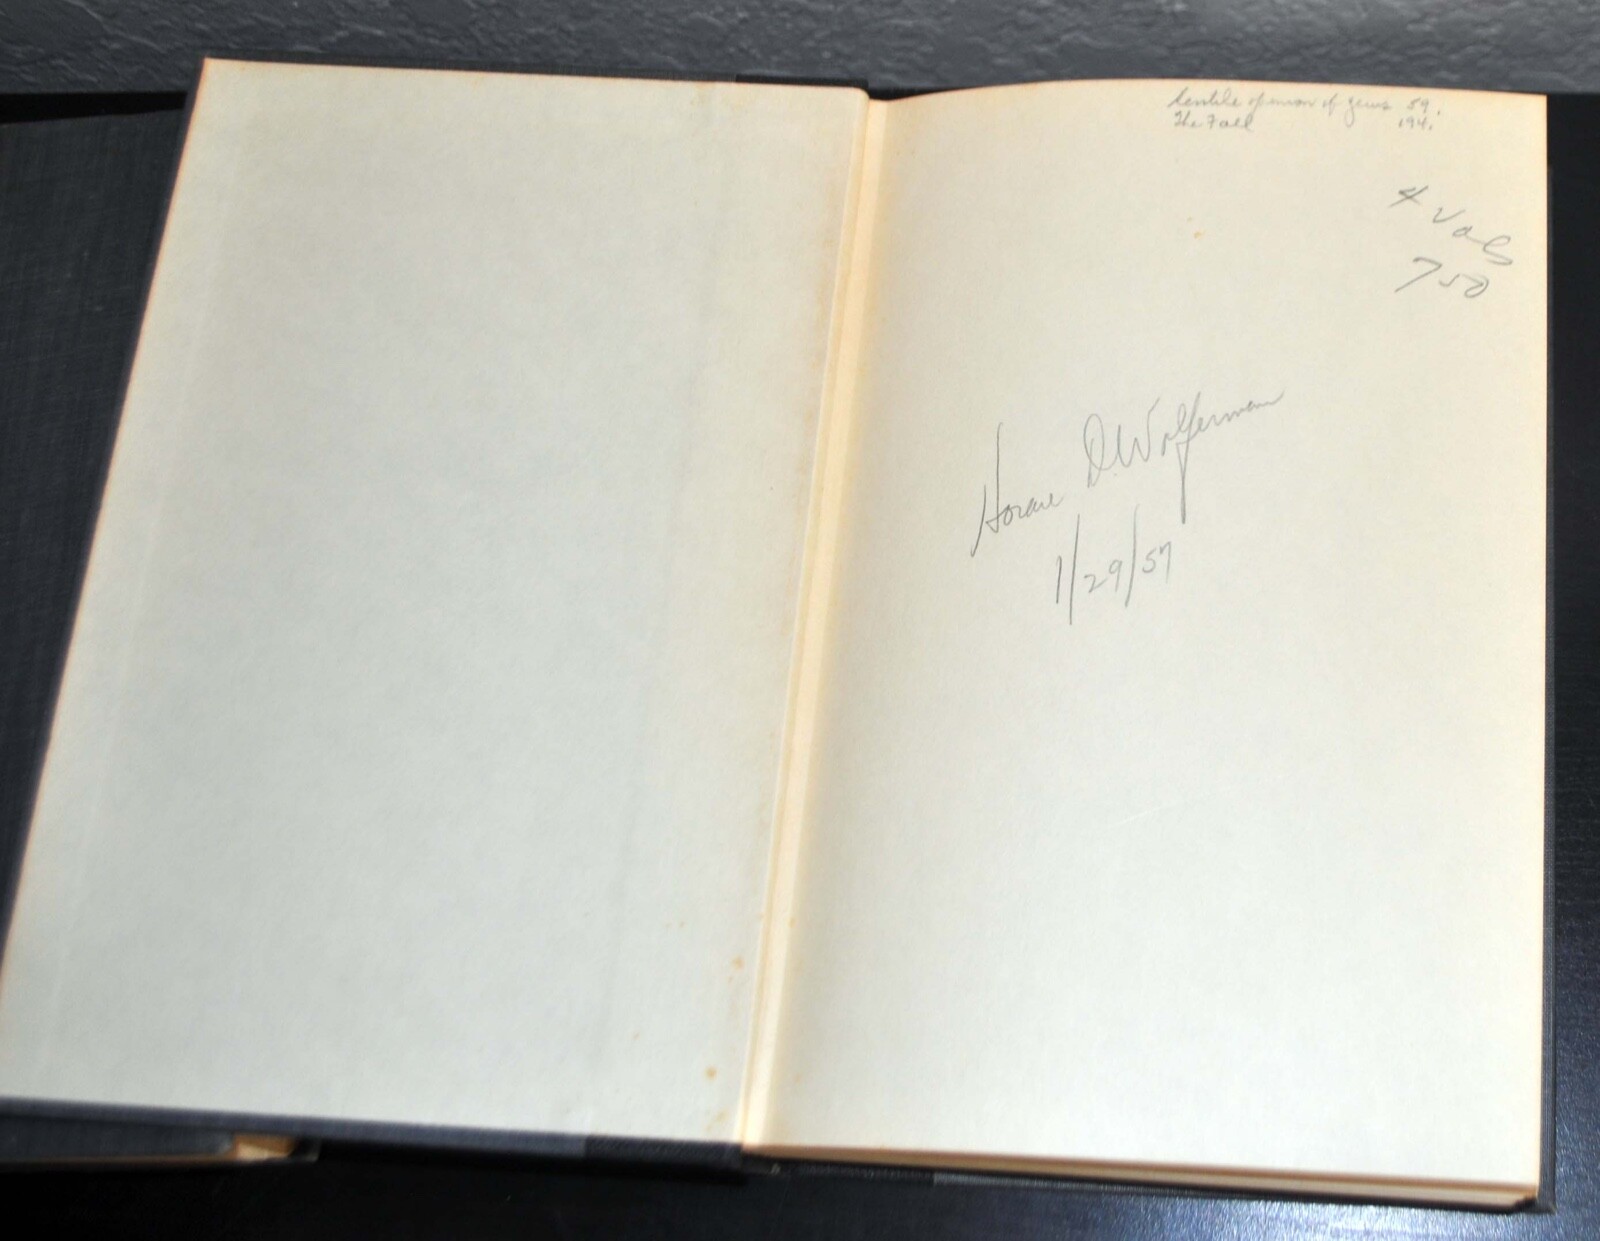 Gentile opinion of Jews 59.
The Fall 194.
4 Vols
750
Horace D. Wolferman
1/29/57